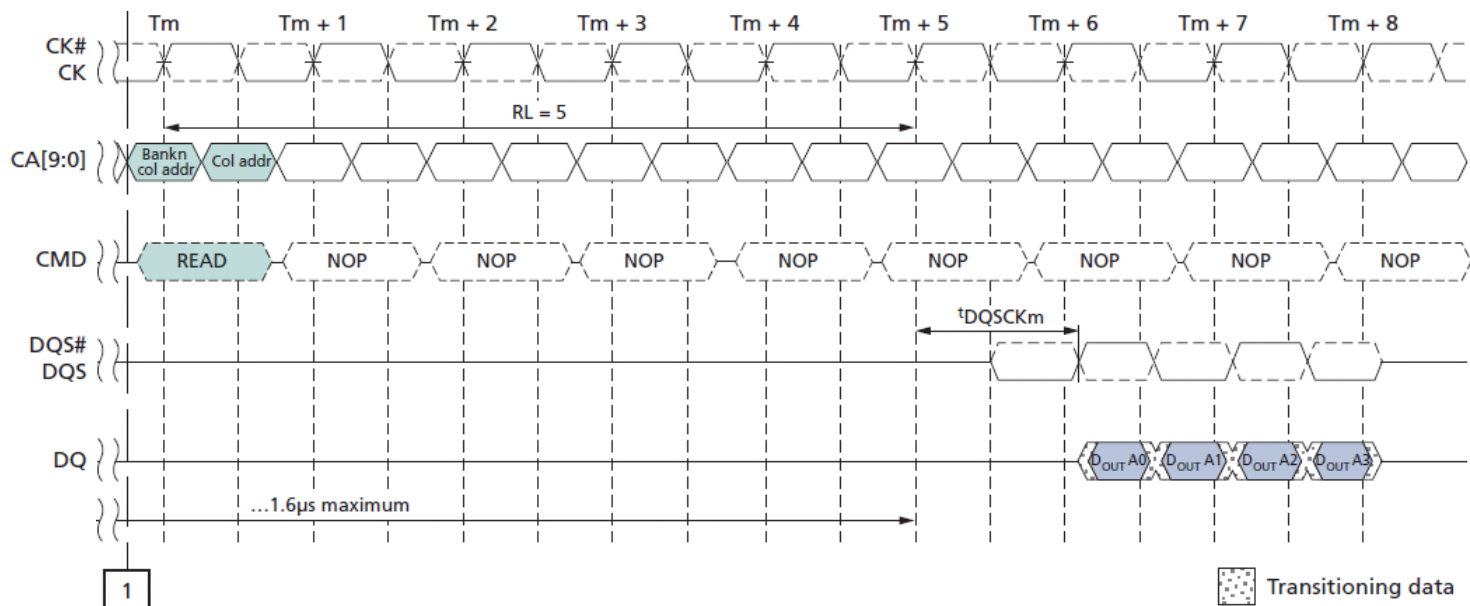 Tm Tm + 1 Tm + 2 Tm + 3 Tm + 4 Tm + 5 Tm + 6 Tm + 7 Tm + 8
CK#
CK
RL = 5
CA[9:0] Bankn col addr Col addr
CMD READ NOP NOP NOP NOP NOP NOP NOP NOP
tDQSCKm
DQS#
DQS
DQ DOUT A0 DOUT A1 DOUT A2 DOUT A3
...1.6µs maximum
1 Transitioning data